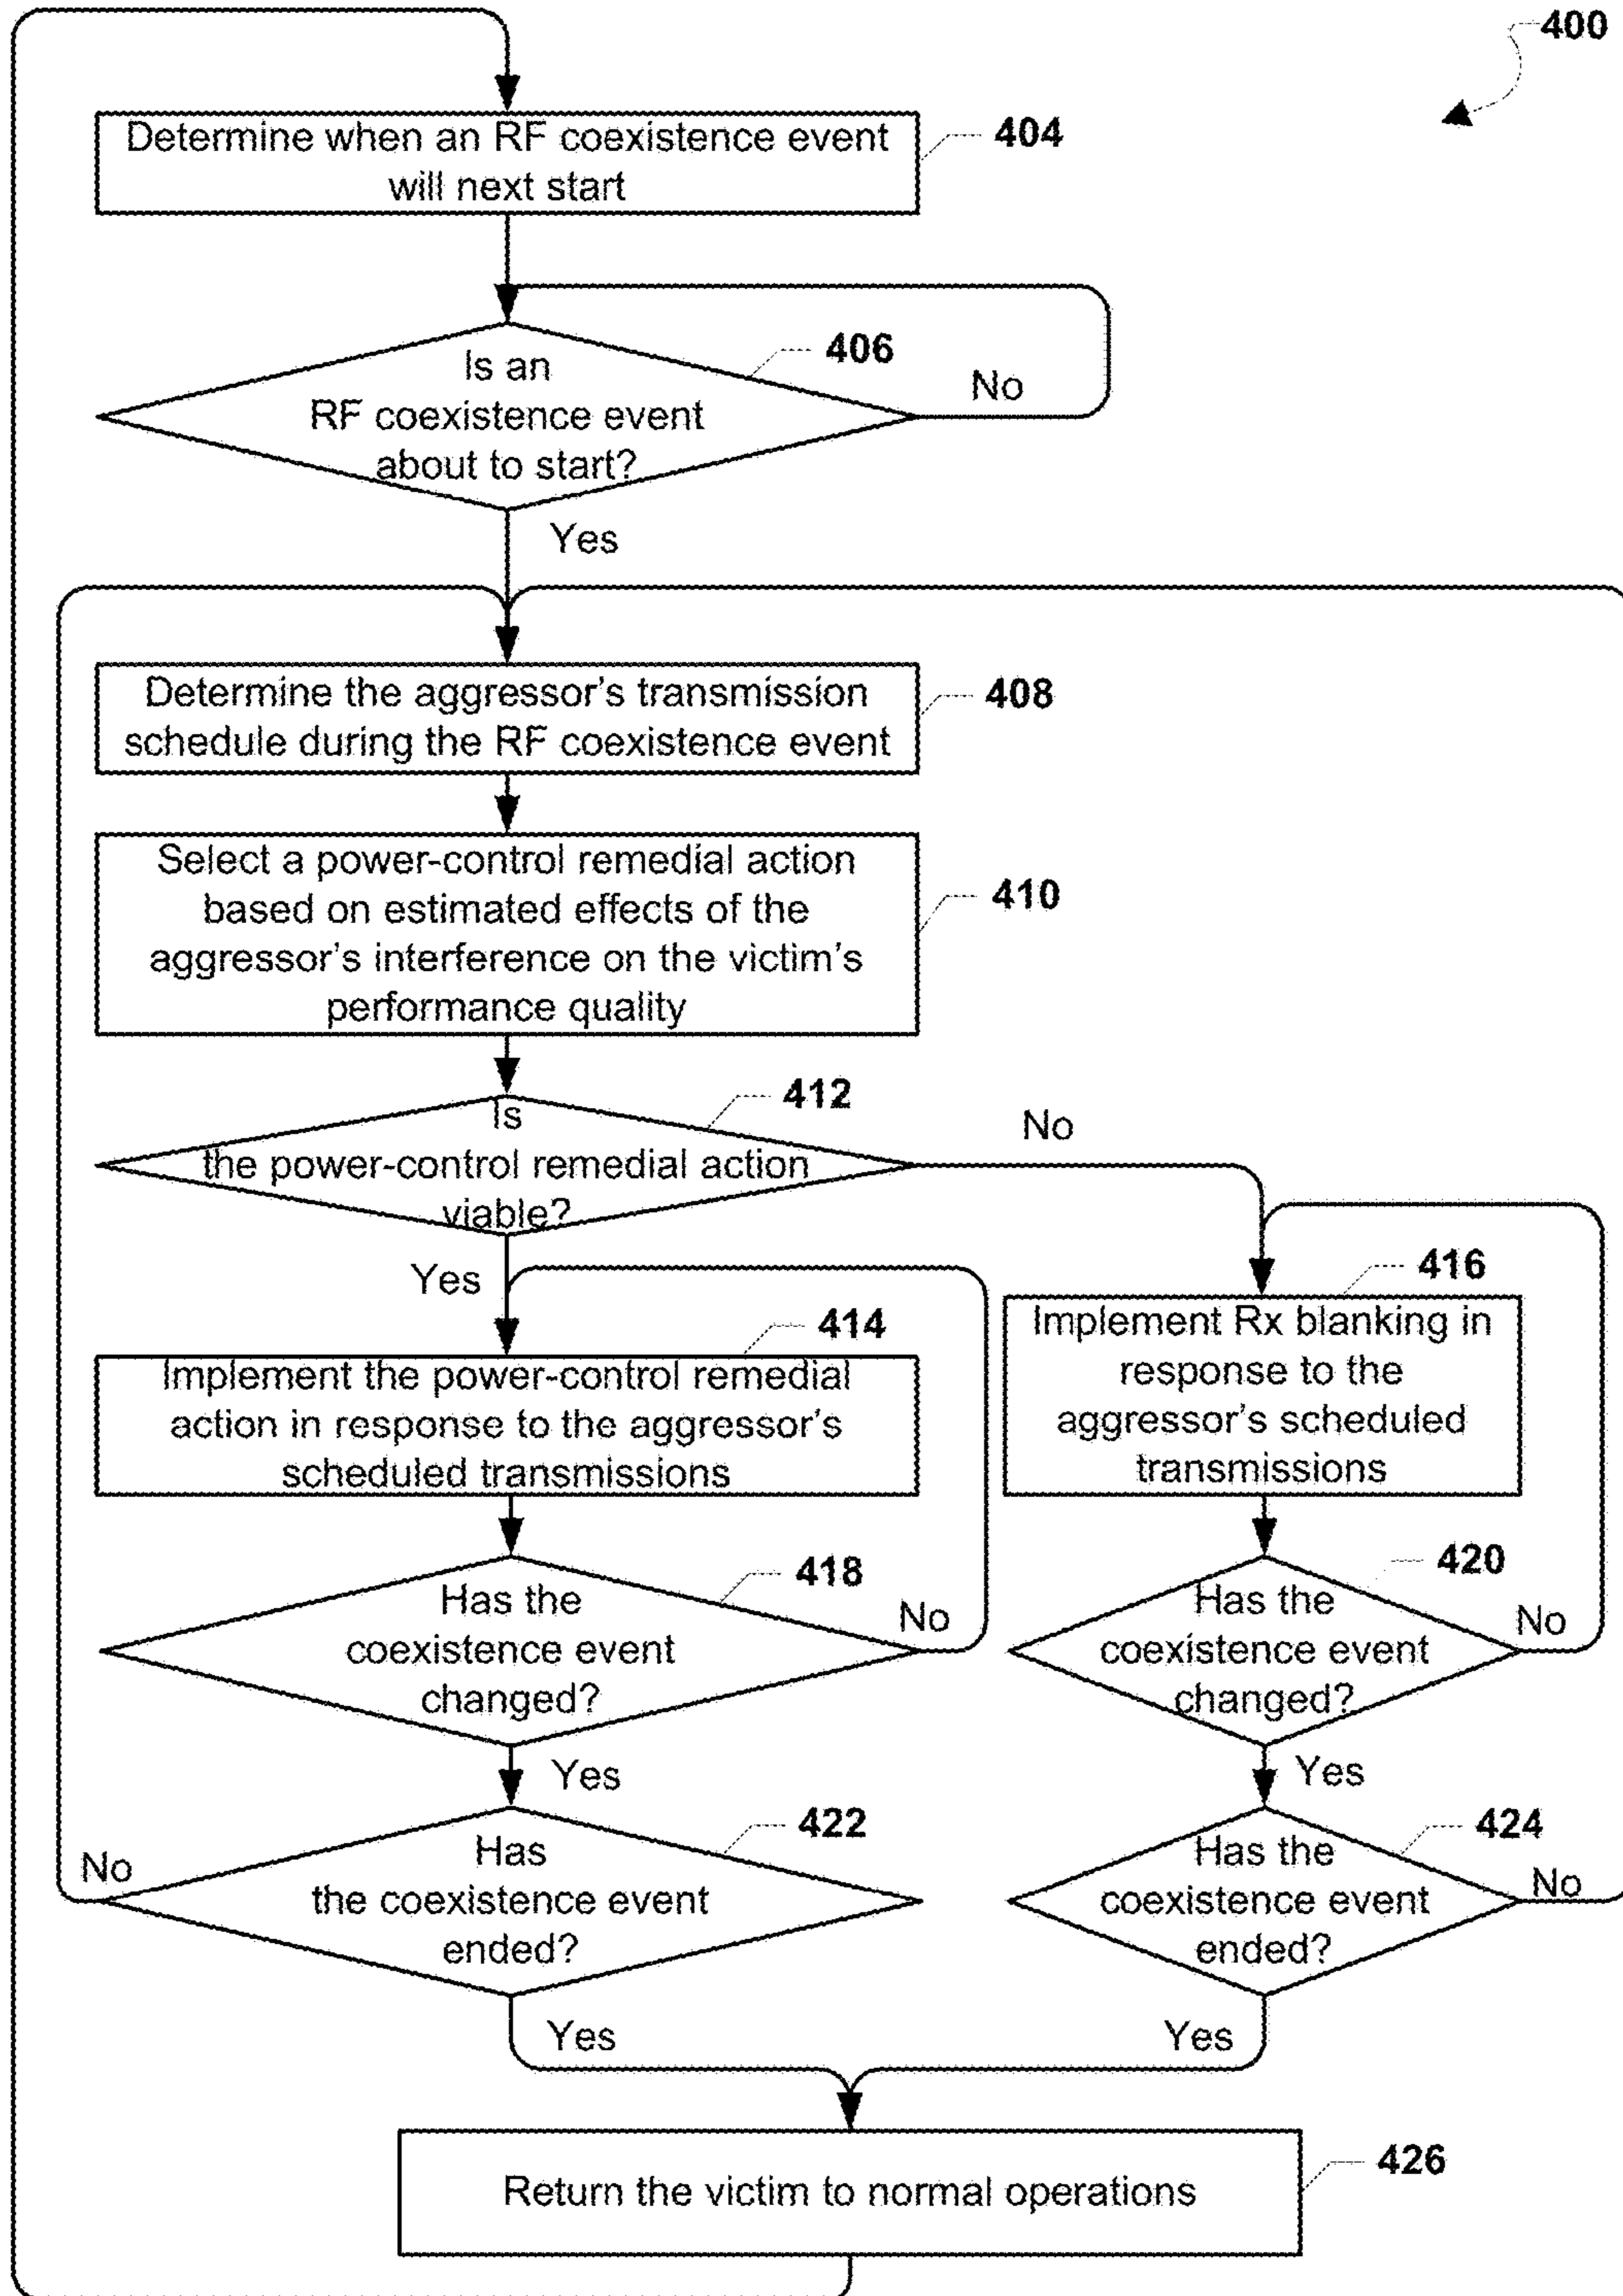 400
Determine when an RF coexistence event
will next start
404
Is an
RF coexistence event
about to start?
406
No
Yes
Determine the aggressor's transmission
schedule during the RF coexistence event
408
Select a power-control remedial action
based on estimated effects of the
aggressor's interference on the victim's
performance quality
410
Is
the power-control remedial action
viable?
412
No
Yes
Implement the power-control remedial
action in response to the aggressor's
scheduled transmissions
414
Implement Rx blanking in
response to the
aggressor's scheduled
transmissions
416
Has the
coexistence event
changed?
418
No
Yes
Has the
coexistence event
changed?
420
No
Yes
Has
the coexistence event
ended?
422
No
Yes
Has the
coexistence event
ended?
424
No
Yes
Return the victim to normal operations
426